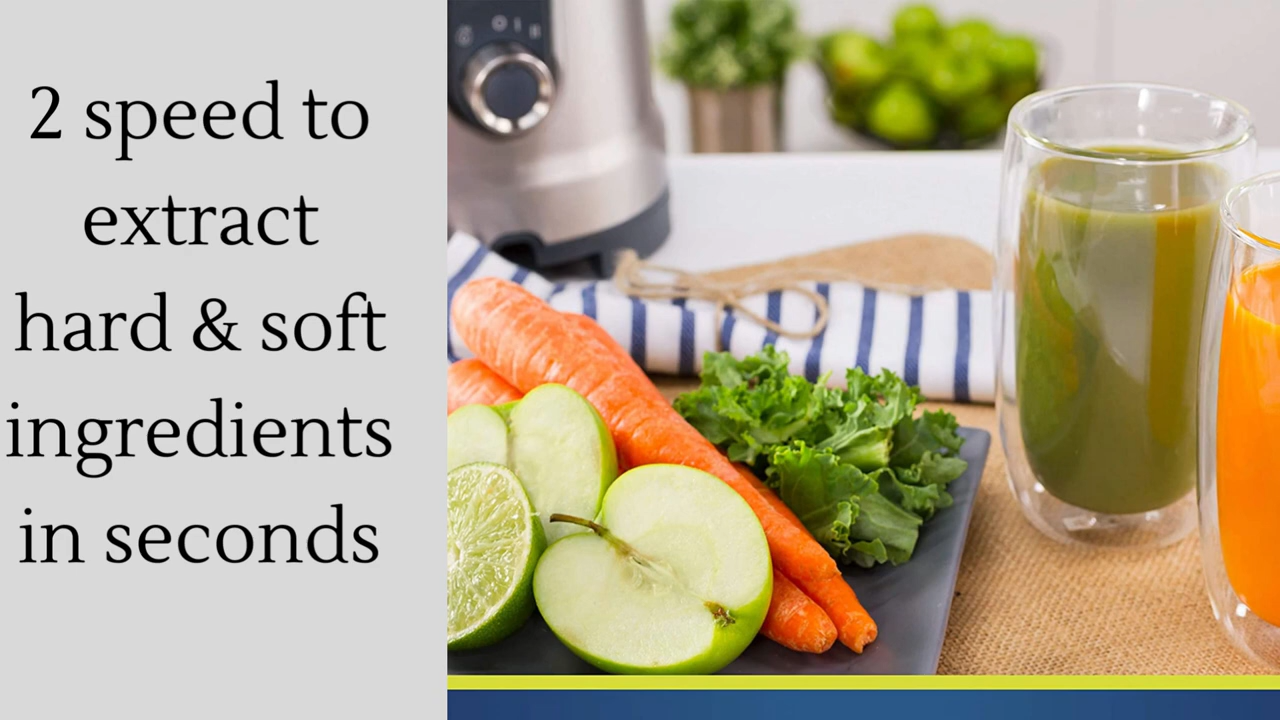 2 speed to
extract
hard & soft
ingredients
in seconds